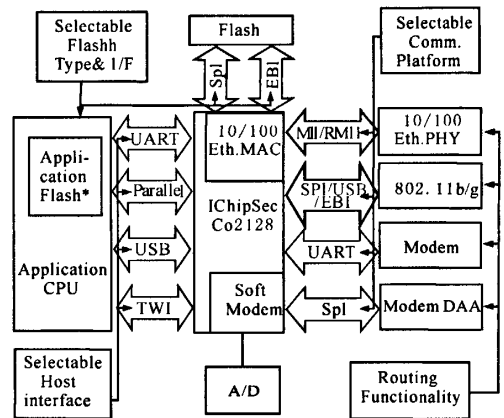 Selectable
Flashh
Type& I/F
Flash
Selectable
Comm.
Platform
Spl
EBI
Appli-
cation
Flash*
Application
CPU
UART
Parallel
USB
TWI
10/100
Eth.MAC
IChipSec
Co2128
Soft
Modem
MII/RMII
SPI/USB
/EBI
UART
Spl
10/100
Eth.PHY
802.11b/g
Modem
Modem DAA
Selectable
Host
interface
A/D
Routing
Functionality